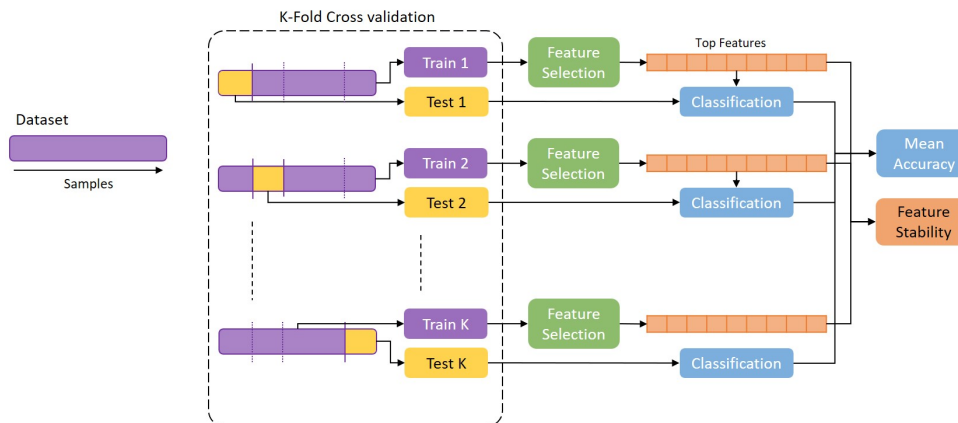 K-Fold Cross validation
Dataset
Samples
Train 1
Test 1
Feature
Selection
Top Features
Classification
Train 2
Test 2
Feature
Selection
Classification
Train K
Test K
Feature
Selection
Classification
Mean
Accuracy
Feature
Stability